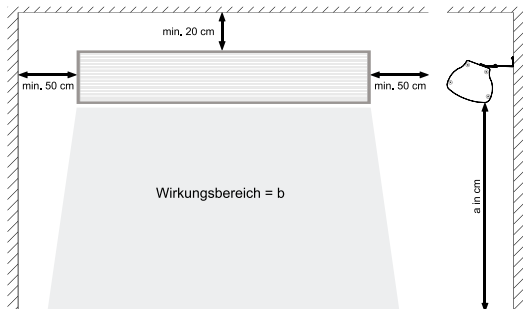 min. 20 cm
min. 50 cm
min. 50 cm
Wirkungsbereich = b
a in cm